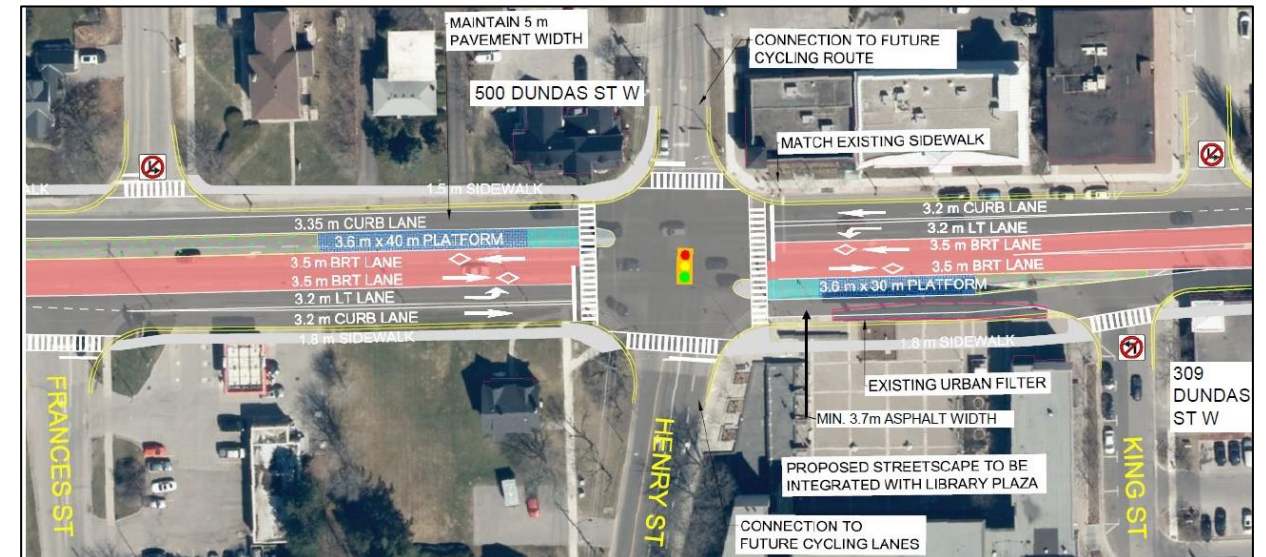 MAINTAIN 5 m
PAVEMENT WIDTH
500 DUNDAS ST W
CONNECTION TO FUTURE
CYCLING ROUTE
MATCH EXISTING SIDEWALK
ALK
1.5 m SIDEWALK
3.35 m CURB LANE
3.6 m x 40 m PLATFORM
3.5 m BRT LANE
3.5 m BRT LANE
3.2 m LT LANE
3.2 m CURB LANE
1.8 m SIDEWALK
3.2 m CURB LANE
3.2 m LT LANE
3.5 m BRT LANE
3.5 m BRT LANE
3.6 m x 30 m PLATFORM
1.8 m SIDEWALK
EXISTING URBAN FILTER
MIN. 3.7m ASPHALT WIDTH
PROPOSED STREETSCAPE TO BE
INTEGRATED WITH LIBRARY PLAZA
CONNECTION TO
FUTURE CYCLING LANES
309
DUNDAS
ST W
FRANCES ST
HENRY ST
KING ST